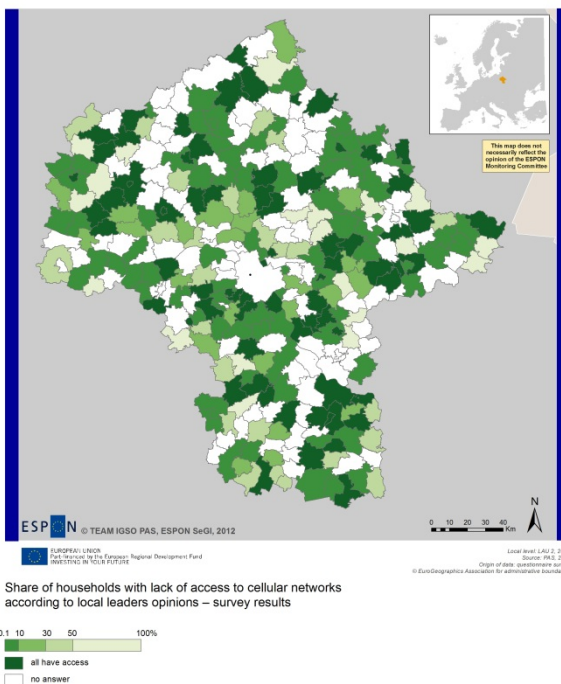 This map does not
necessarily reflect the
opinion of the ESPON
Monitoring Committee
ESPON © TEAM IGSO PAS, ESPON SeGI, 2012
N
0 10 20 30 40
Km
EUROPEAN UNION
Part-financed by the European Regional Development Fund
INVESTING IN YOUR FUTURE
Local level: LAU 2,
Source: PAS,
Origin of data: questionnaire
© EuroGeographics Association for administrative
Share of households with lack of access to cellular networks
according to local leaders opinions – survey results
0.1 10 30 50 100%
all have access
no answer